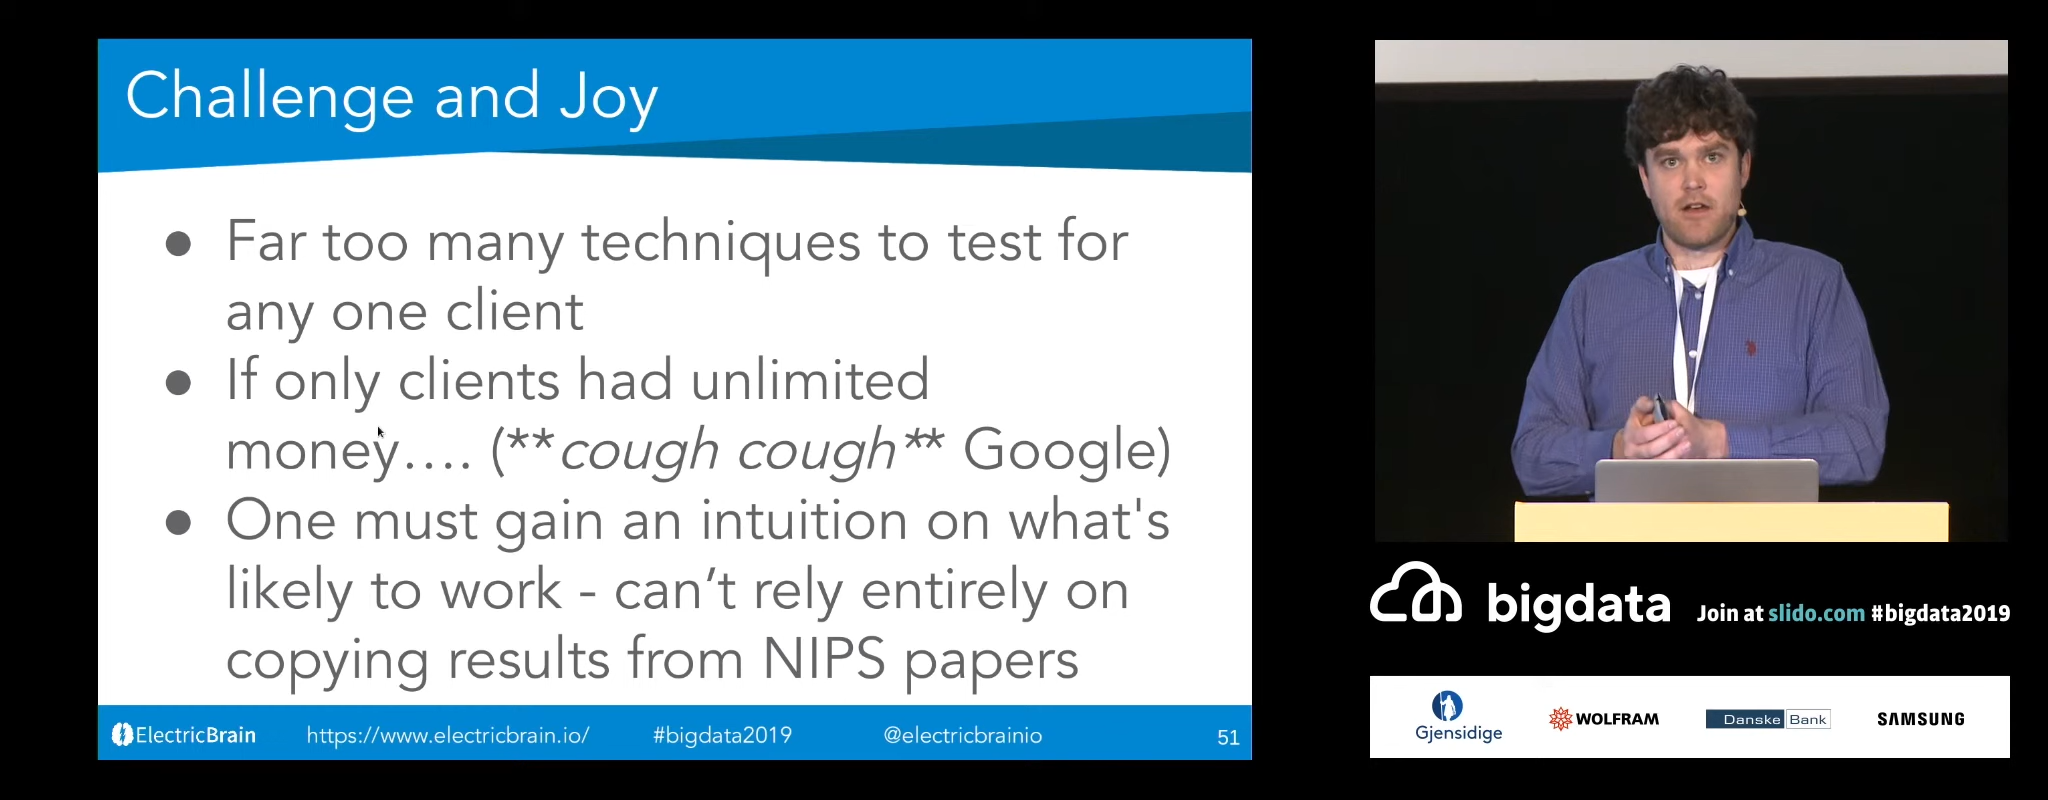 Challenge and Joy
● Far too many techniques to test for
any one client
● If only clients had unlimited
money…. (**cough cough** Google)
● One must gain an intuition on what's
likely to work - can’t rely entirely on
copying results from NIPS papers
ElectricBrain https://www.electricbrain.io/ #bigdata2019 @electricbrainio 51
bigdata Join at slido.com #bigdata2019
Gjensidige WOLFRAM Danske Bank SAMSUNG